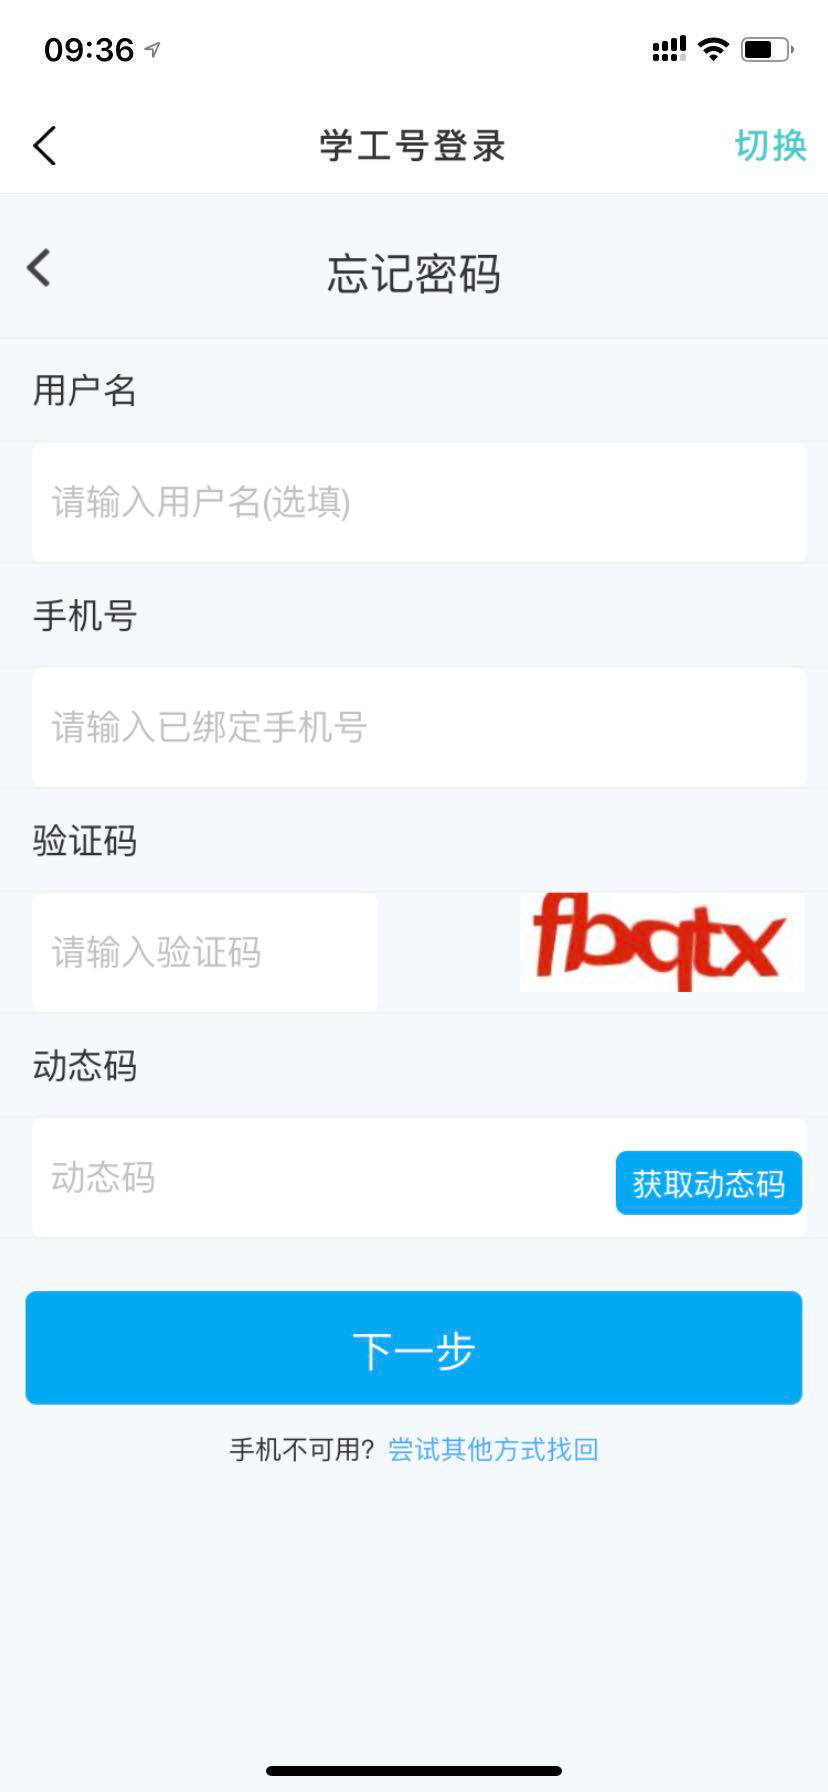 09:36
学工号登录
切换
忘记密码
用户名
请输入用户名(选填)
手机号
请输入已绑定手机号
验证码
请输入验证码
fbqtx
动态码
动态码
获取动态码
下一步
手机不可用? 尝试其他方式找回